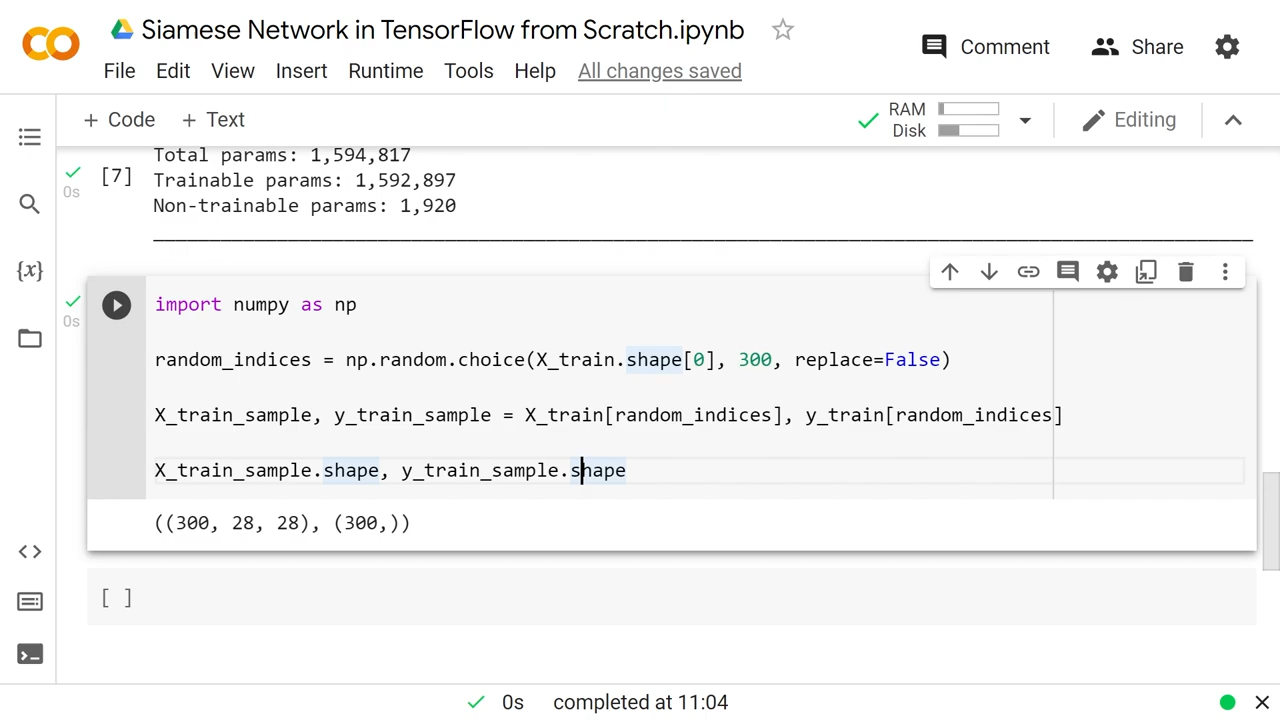 Siamese Network in TensorFlow from Scratch.ipynb
Comment
Share
File Edit View Insert Runtime Tools Help All changes saved
+ Code + Text
RAM
Disk
Editing
Total params: 1,594,817
[7] Trainable params: 1,592,897
0s
Non-trainable params: 1,920
{x}
import numpy as np
0s
random_indices = np.random.choice(X_train.shape[0], 300, replace=False)
X_train_sample, y_train_sample = X_train[random_indices], y_train[random_indices]
X_train_sample.shape, y_train_sample.shape
((300, 28, 28), (300,))
[ ]
0s completed at 11:04